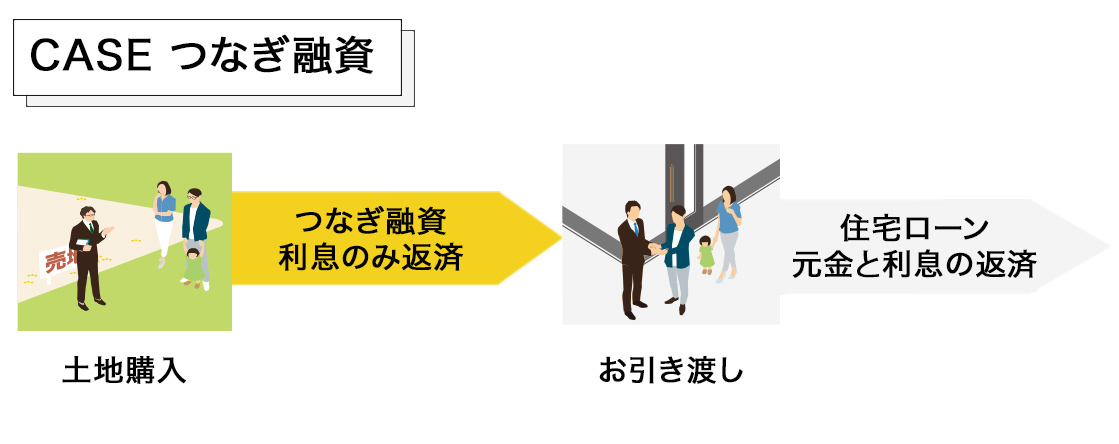 CASE つなぎ融資
つなぎ融資
利息のみ返済
住宅ローン
元金と利息の返済
売地
土地購入
お引き渡し